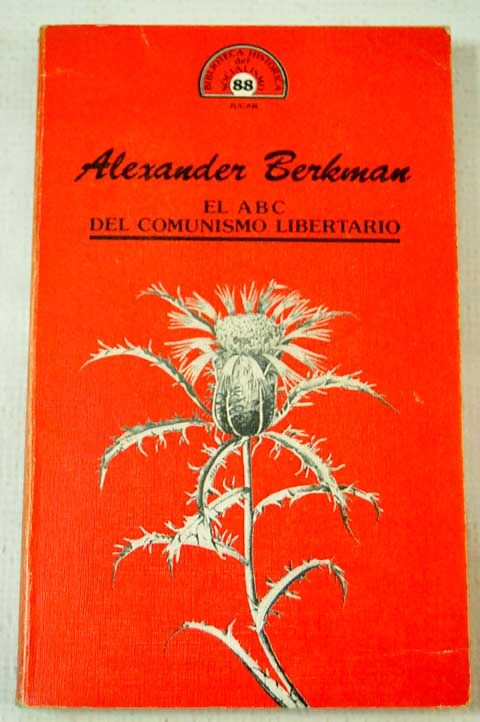 BIBLIOTECA HISTORICA
del
SOCIALISMO
88
JUCAR
Alexander Berkman
EL ABC
DEL COMUNISMO LIBERTARIO